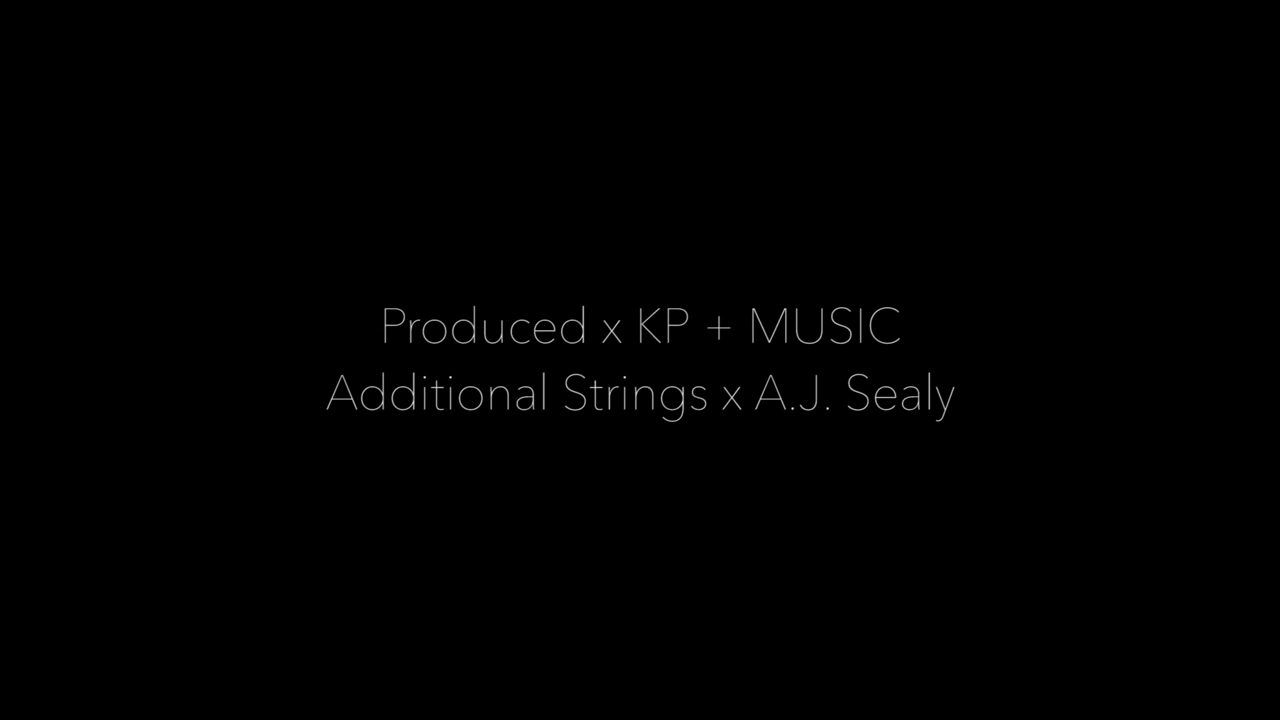 Produced x KP + MUSIC
Additional Strings x A.J. Sealy